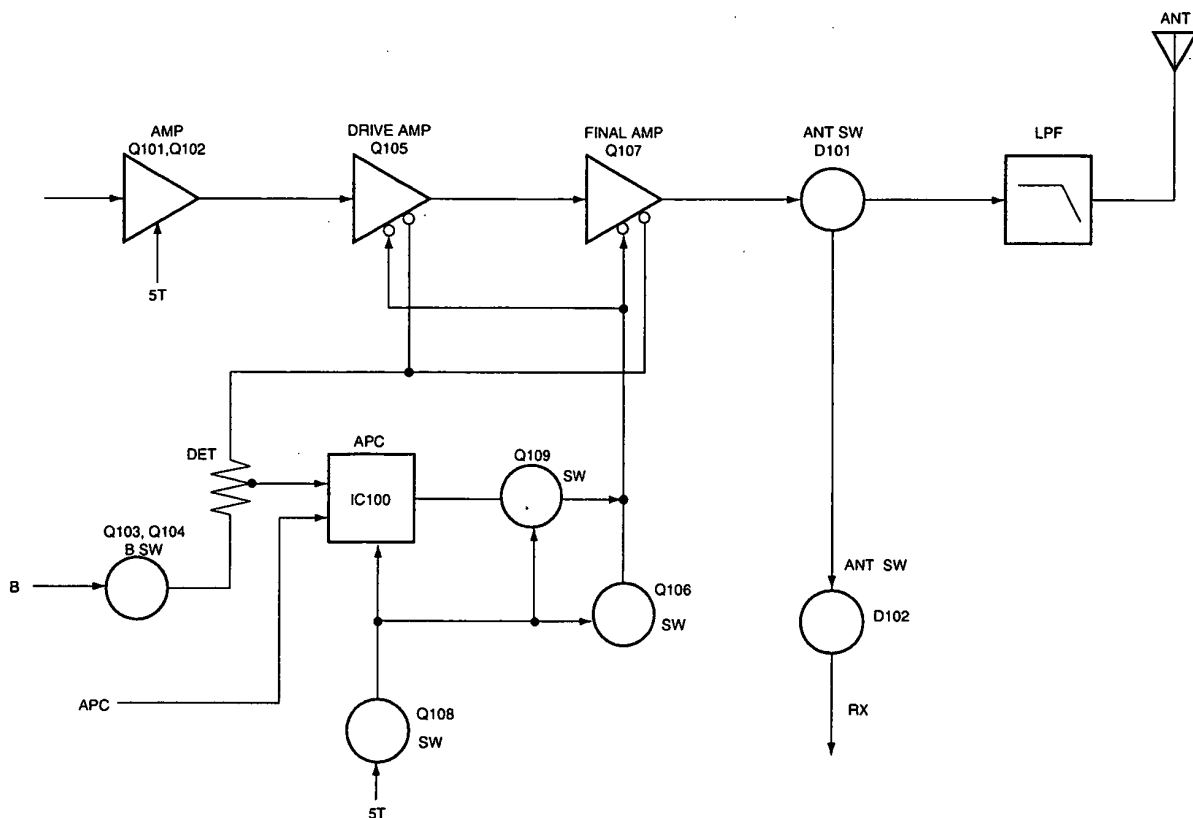 ANT
AMP
Q101,Q102
DRIVE AMP
Q105
FINAL AMP
Q107
ANT SW
D101
LPF
5T
DET
APC
IC100
Q109
SW
Q103, Q104
B SW
B
Q106
SW
ANT SW
D102
APC
Q108
SW
RX
5T